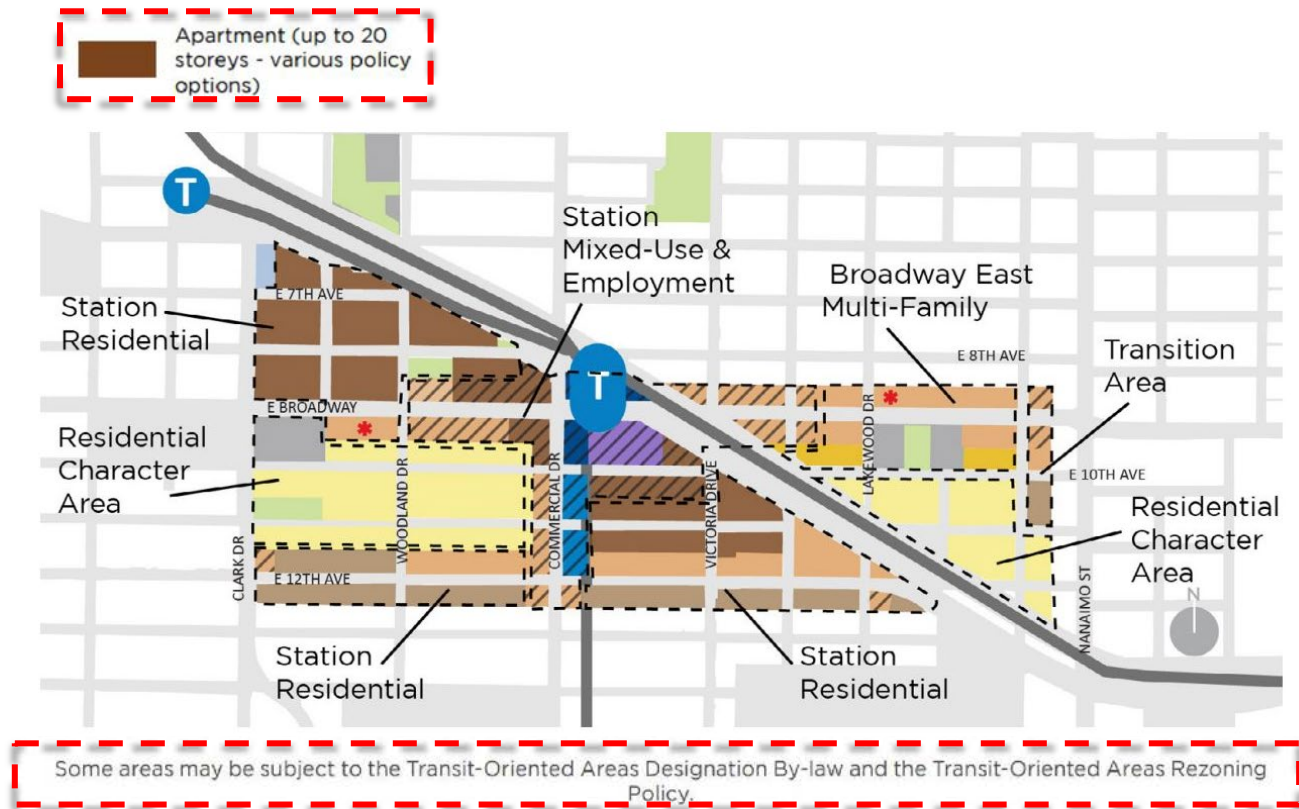 Apartment (up to 20
storeys - various policy
options)
T
Station
Mixed-Use &
Employment
Broadway East
Multi-Family
Station
Residential
E 7TH AVE
E 8TH AVE
Transition
Area
T
E BROADWAY
*
*
LAKEWOOD DR
Residential
Character
Area
WOODLAND DR
COMMERCIAL DR
VICTORIA DRIVE
E 10TH AVE
Residential
Character
Area
CLARK DR
E 12TH AVE
NANAIMO ST
N
Station
Residential
Station
Residential
Some areas may be subject to the Transit-Oriented Areas Designation By-law and the Transit-Oriented Areas Rezoning
Policy.